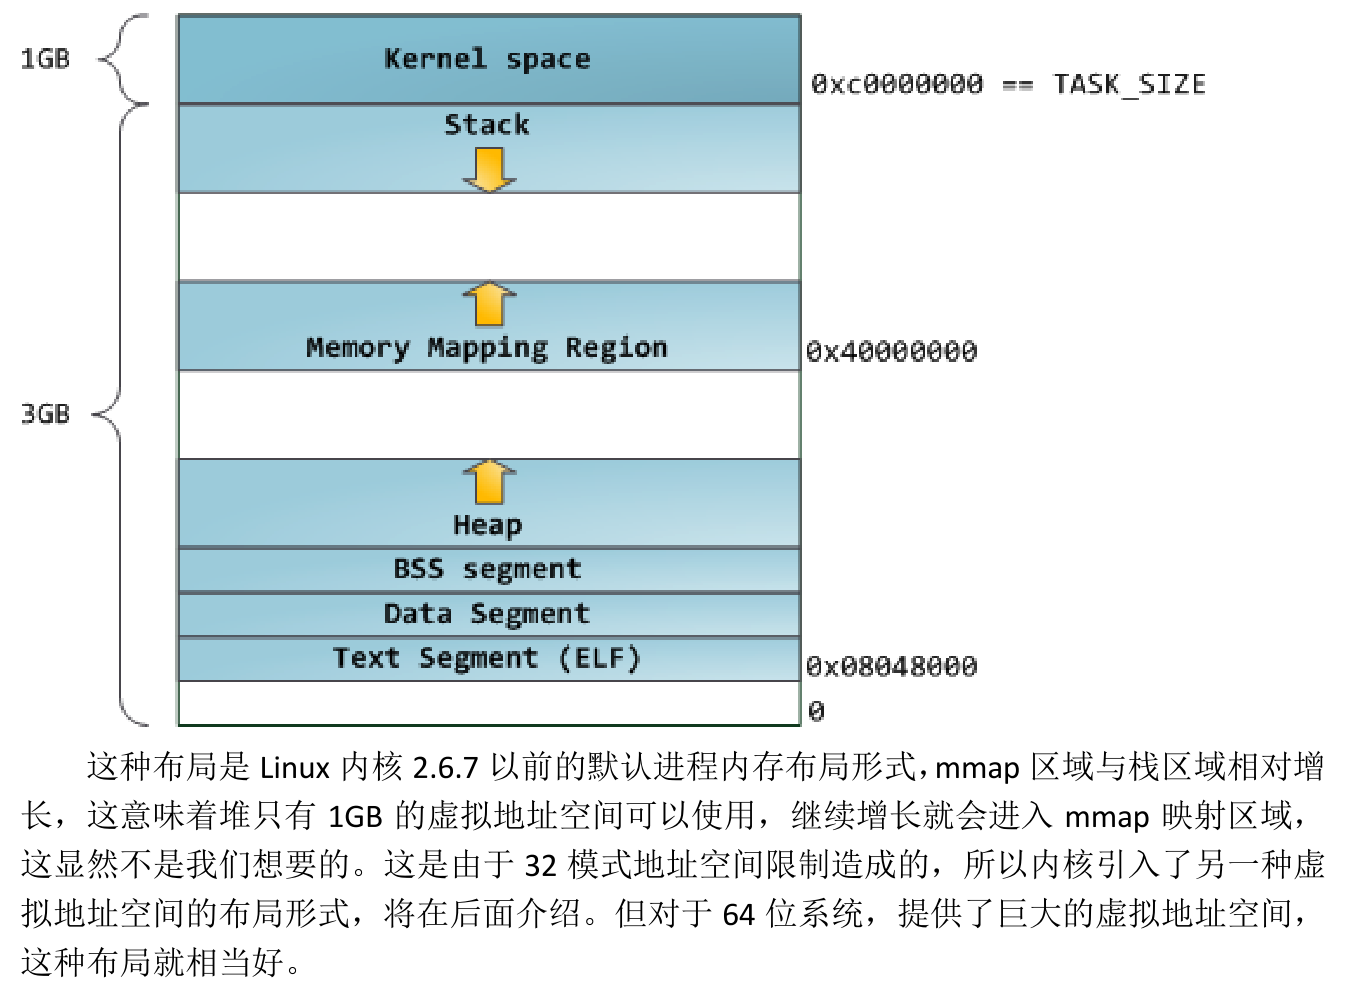 1GB
Kernel space
0xc0000000 == TASK_SIZE
Stack
Memory Mapping Region
0x40000000
3GB
Heap
BSS segment
Data Segment
Text Segment (ELF)
0x08048000
0
这种布局是 Linux 内核 2.6.7 以前的默认进程内存布局形式，mmap 区域与栈区域相对增
长，这意味着堆只有 1GB 的虚拟地址空间可以使用，继续增长就会进入 mmap 映射区域，
这显然不是我们想要的。这是由于 32 模式地址空间限制造成的，所以内核引入了另一种虚
拟地址空间的布局形式，将在后面介绍。但对于 64 位系统，提供了巨大的虚拟地址空间，
这种布局就相当好。